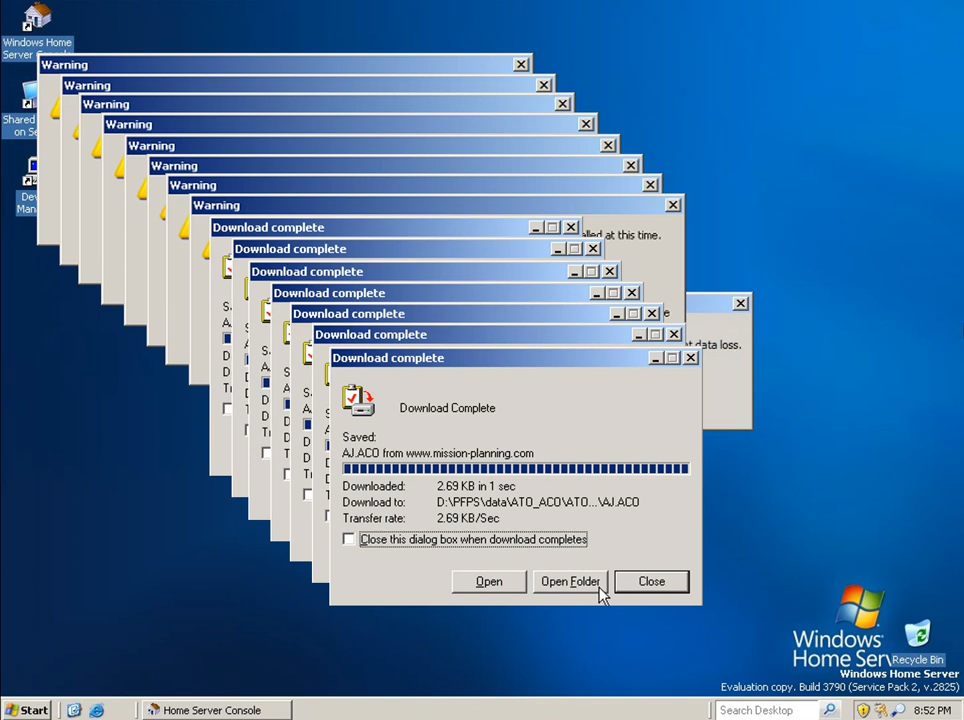 Windows Home
Server Console
Warning
Warning
Warning
Shared
on Se
Warning
Warning
Warning
Warning
Dev
Man
Warning
Download complete
alled at this time.
Download complete
Download complete
Download complete
Download complete
Download complete
t data loss.
Download complete
Download Complete
Saved:
AJ.ACO from www.mission-planning.com
Downloaded: 2.69 KB in 1 sec
Download to: D:\PFPS\data\ATO_ACO\ATO...\AJ.ACO
Transfer rate: 2.69 KB/Sec
Close this dialog box when download completes
Open Open Folder Close
Windows
Home Serv
Recycle Bin
Windows Home Server
Evaluation copy. Build 3790 (Service Pack 2, v.2825)
Start Home Server Console Search Desktop 8:52 PM